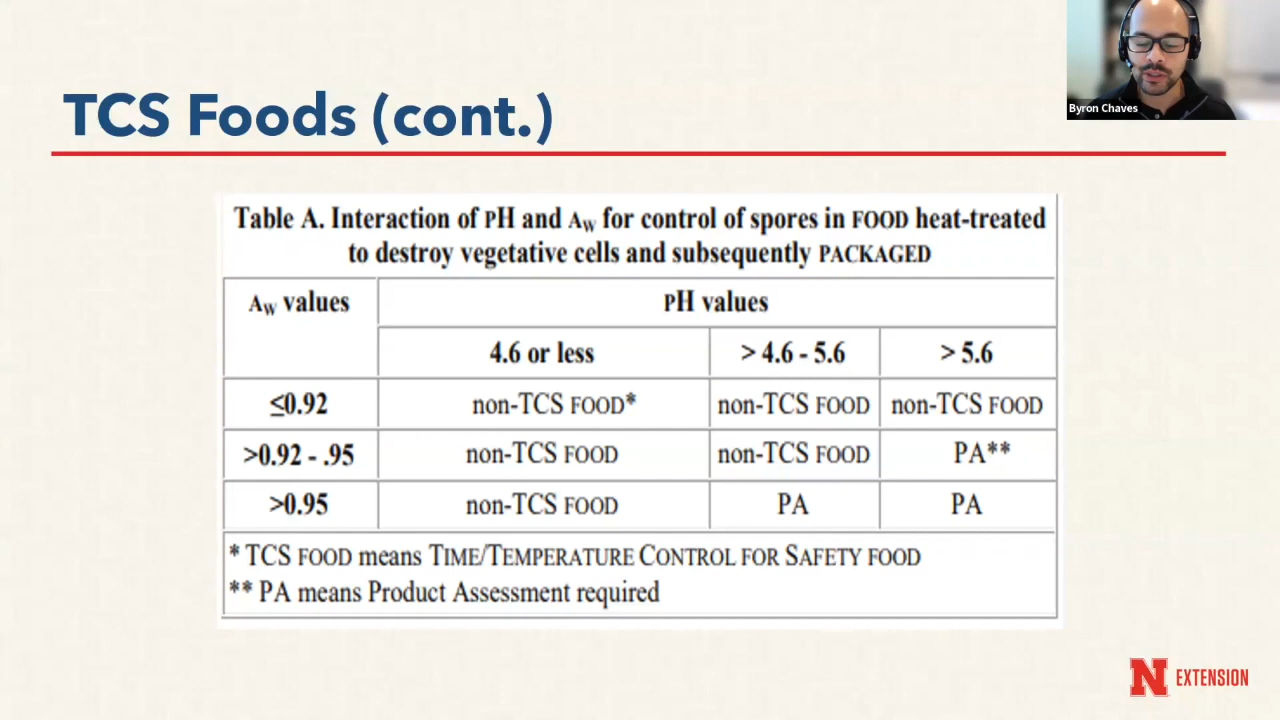 Byron Chaves
TCS Foods (cont.)
Table A. Interaction of PH and AW for control of spores in FOOD heat-treated
to destroy vegetative cells and subsequently PACKAGED
AW values
PH values
4.6 or less
> 4.6 - 5.6
> 5.6
≤0.92
non-TCS FOOD*
non-TCS FOOD
non-TCS FOOD
>0.92 - .95
non-TCS FOOD
non-TCS FOOD
PA**
>0.95
non-TCS FOOD
PA
PA
* TCS FOOD means TIME/TEMPERATURE CONTROL FOR SAFETY FOOD
** PA means Product Assessment required
N EXTENSION